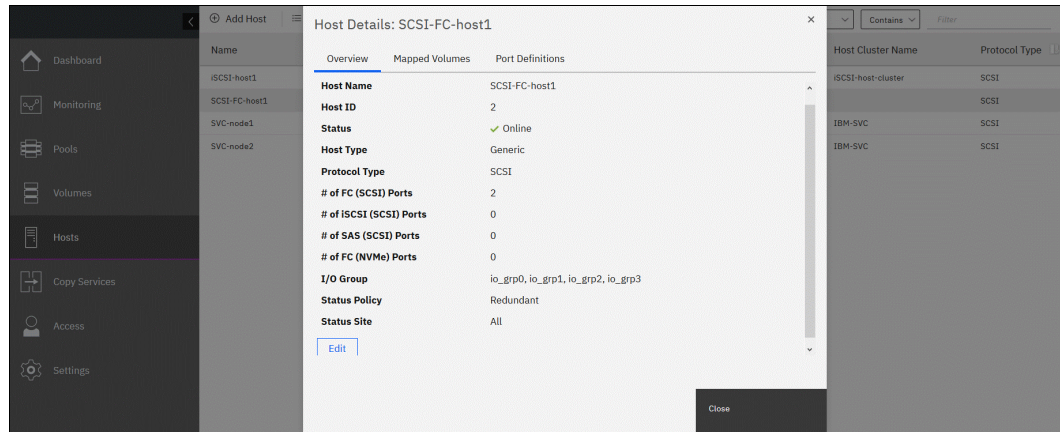 Add Host
Host Details: SCSI-FC-host1
Contains
Filter
Overview Mapped Volumes Port Definitions
Name
Host Cluster Name Protocol Type
Dashboard
Monitoring
Pools
Volumes
Hosts
Copy Services
Access
Settings
iSCSI-host1 iSCSI-host-cluster SCSI
SCSI-FC-host1 SCSI
SVC-node1 IBM-SVC SCSI
SVC-node2 IBM-SVC SCSI
Host Name SCSI-FC-host1
Host ID 2
Status Online
Host Type Generic
Protocol Type SCSI
# of FC (SCSI) Ports 2
# of iSCSI (SCSI) Ports 0
# of SAS (SCSI) Ports 0
# of FC (NVMe) Ports 0
I/O Group io_grp0, io_grp1, io_grp2, io_grp3
Status Policy Redundant
Status Site All
Edit
Close